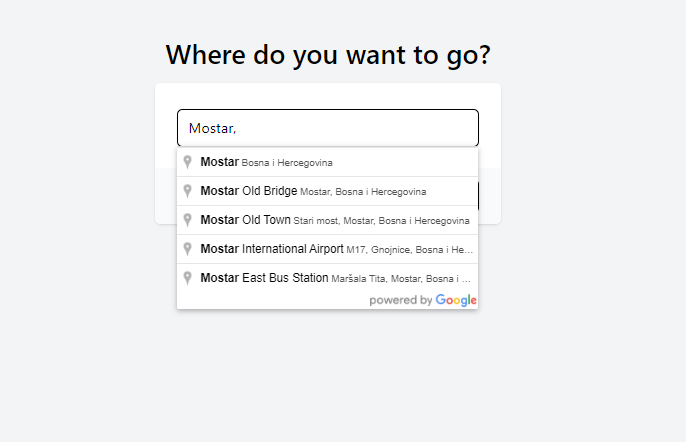 Where do you want to go?
Mostar,
Mostar Bosna i Hercegovina
Mostar Old Bridge Mostar, Bosna i Hercegovina
Mostar Old Town Stari most, Mostar, Bosna i Hercegovina
Mostar International Airport M17, Gnojnice, Bosna i He...
Mostar East Bus Station Maršala Tita, Mostar, Bosna i ...
powered by Google